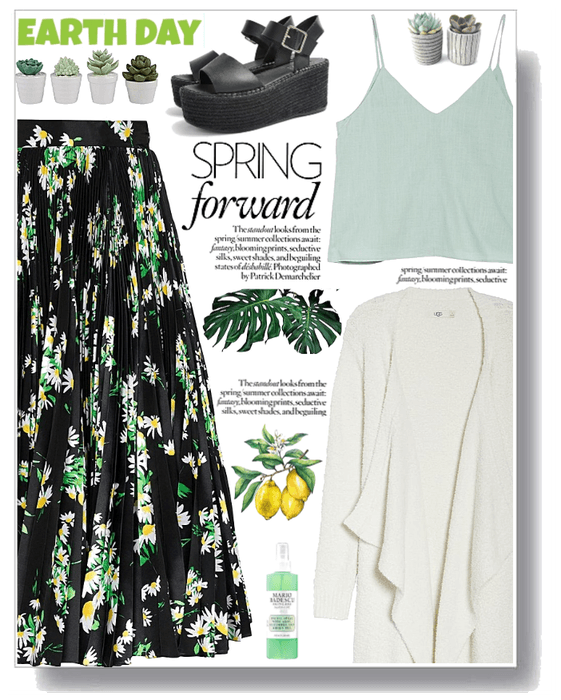 EARTH DAY
SPRING
forward
The standout looks from the
spring/summer collections await:
fantasy, blooming prints, seductive
silks, sweet shades, and beguiling
states of déshabillé. Photographed
by Patrick Demarchelier
spring/summer collections await:
fantasy, blooming prints, seductive
The standout looks from the
spring/summer collections await:
fantasy, blooming prints, seductive
silks, sweet shades, and beguiling
MARIO
BADESCU